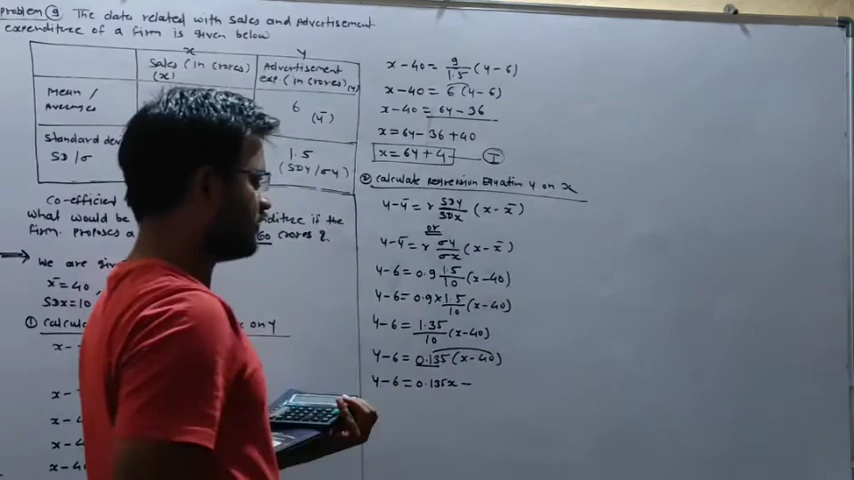 Problem 9 The data related with sales and Advertisement
expenditure of a firm is given below
x y
Sales (in crores) (x) Advertisement exp (in crores) (y)
Mean / Average 6 (ȳ)
Standard SD/σ 1.5 (SDy/σy)
Co-efficient
What would be if the
firm proposes a 60 crores ?
→ We are
x̄=40,
SDx=10
① on y
x-
x-
x-
x-
x-40 = 9/1.5 (y-6)
x-40 = 6 (y-6)
x-40 = 6y-36
x = 6y-36+40
x = 6y+4 — Ⅰ
② Calculate Regression Equation y on x
y-ȳ = r SDy/SDx (x-x̄)
or
y-ȳ = r σy/σx (x-x̄)
y-6 = 0.9 1.5/10 (x-40)
y-6 = 0.9 x 1.5/10 (x-40)
y-6 = 1.35/10 (x-40)
y-6 = 0.135 (x-40)
y-6 = 0.135x -